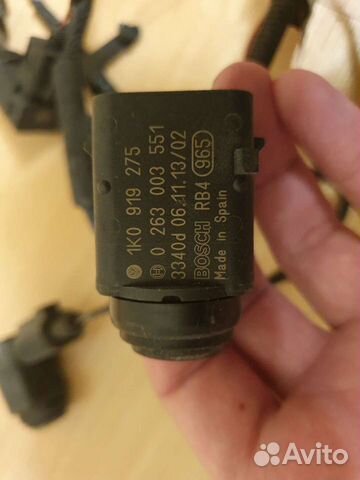 1K0 919 275
0 263 003 551
3340d 06.11.13/02
BOSCH RB4 965
Made in Spain
Avito